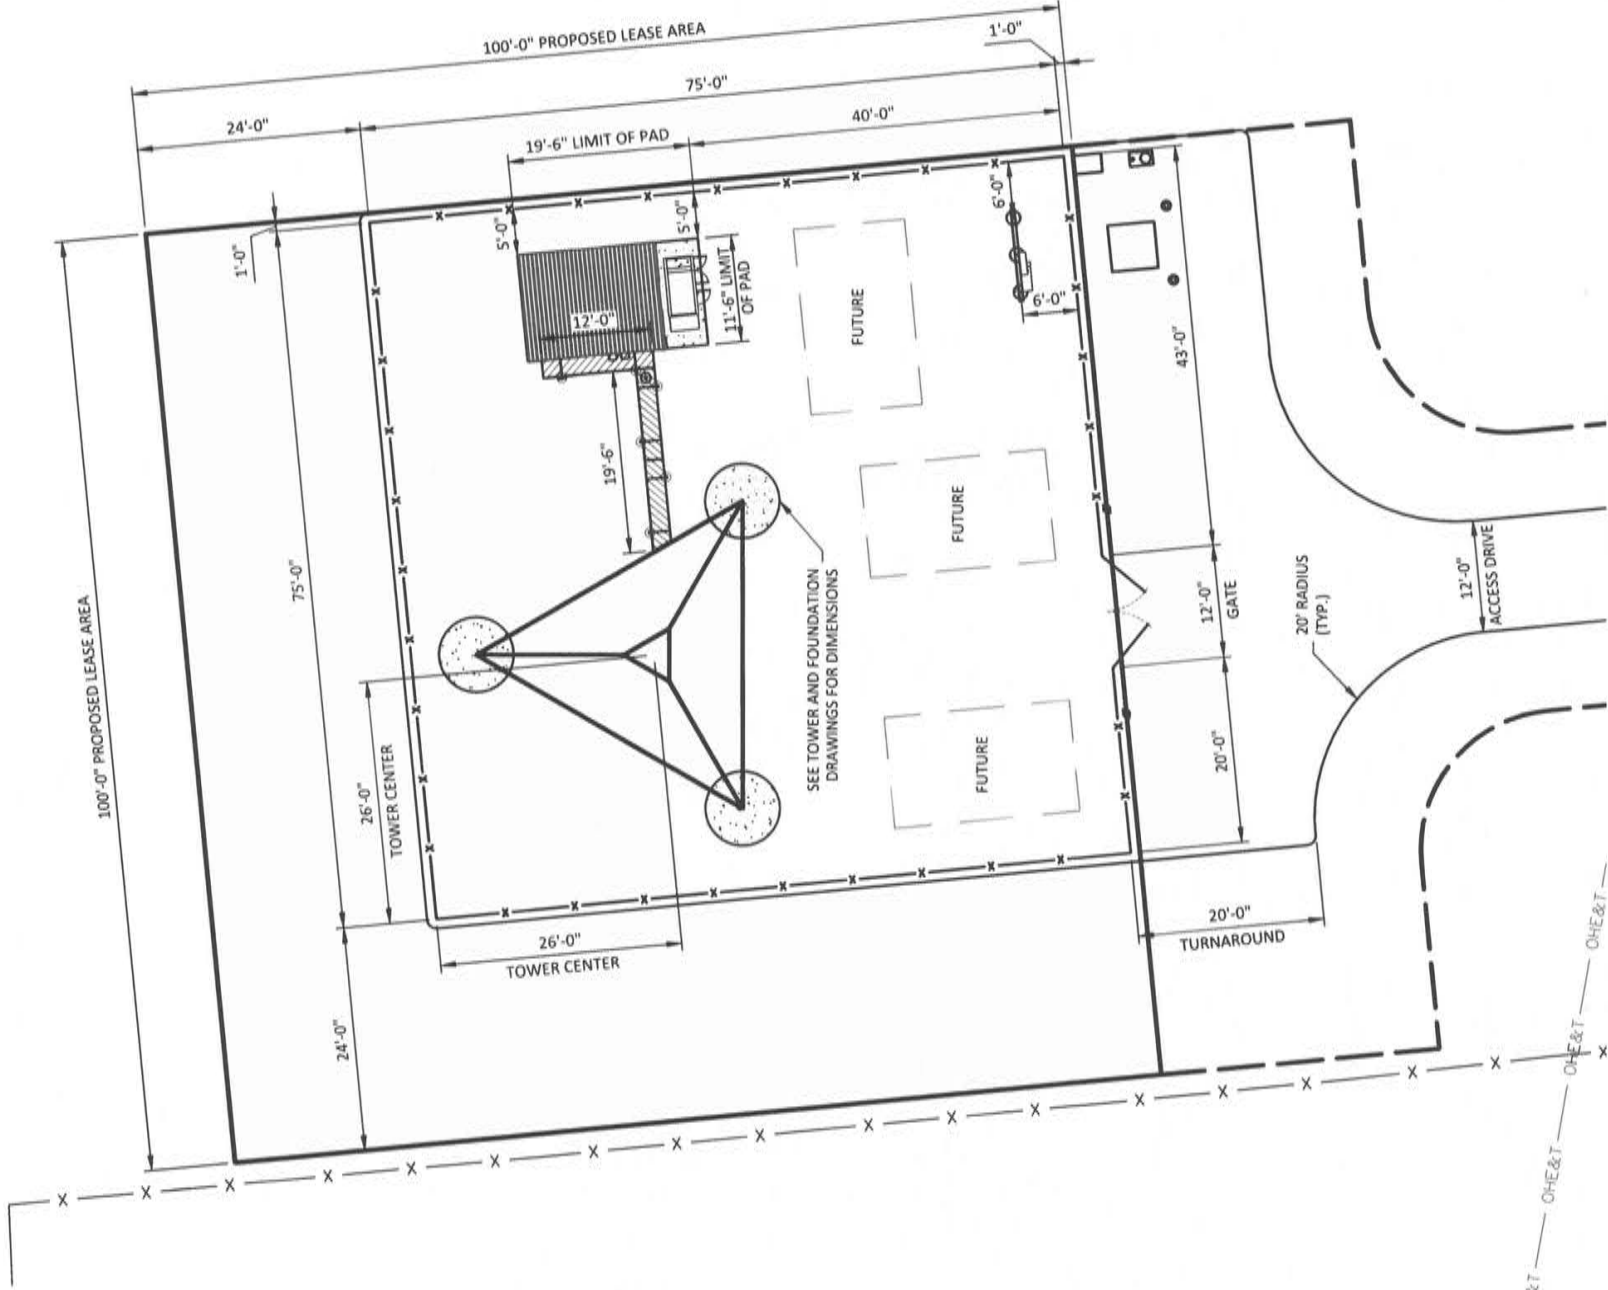 100'-0" PROPOSED LEASE AREA
1'-0"
75'-0"
24'-0"
19'-6" LIMIT OF PAD
40'-0"
1'-0"
5'-0"
5'-0"
6'-0"
11'-6" LIMIT
OF PAD
12'-0"
6'-0"
FUTURE
43'-0"
19'-6"
FUTURE
75'-0"
100'-0" PROPOSED LEASE AREA
SEE TOWER AND FOUNDATION
DRAWINGS FOR DIMENSIONS
12'-0"
GATE
20' RADIUS
(TYP.)
12'-0"
ACCESS DRIVE
FUTURE
20'-0"
26'-0"
TOWER CENTER
26'-0"
TOWER CENTER
20'-0"
TURNAROUND
24'-0"
OHE&T
OHE&T
OHE&T